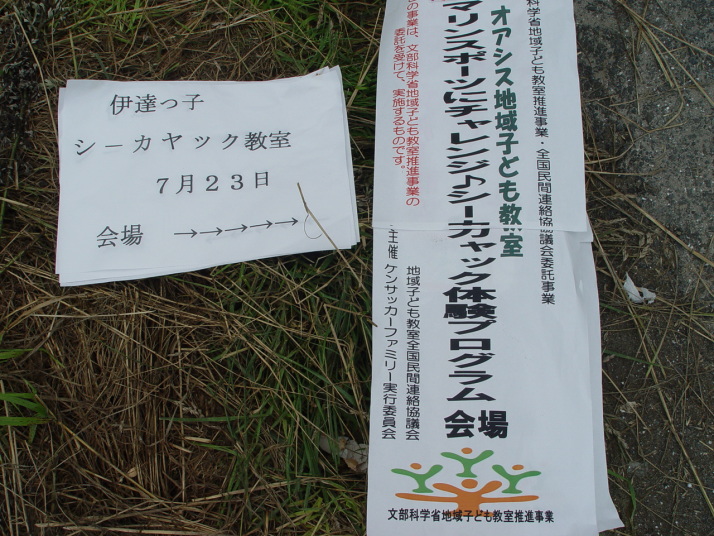 伊達っ子
シーカヤック教室
7月23日
会場 →→→→→
科学省地域子ども教室推進事業・全国民間連絡協議会委託事業
オアシス地域子ども教室
マリンスポーツにチャレンジ♪シーカヤック体験プログラム
会場
の事業は、文部科学省地域子ども教室推進事業の
委託を受けて、実施するものです。
地域子ども教室全国民間連絡協議会
主催 ケンサッカーファミリー実行委員会
文部科学省地域子ども教室推進事業